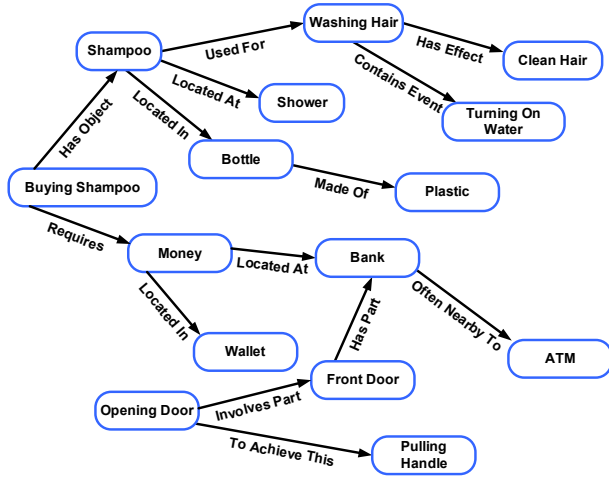 Washing Hair
Shampoo
Used For
Has Effect
Clean Hair
Located At
Contains Event
Shower
Turning On
Water
Has Object
Located In
Bottle
Buying Shampoo
Made Of
Plastic
Requires
Money
Located At
Bank
Located In
Has Part
Often Nearby To
Wallet
ATM
Front Door
Opening Door
Involves Part
To Achieve This
Pulling
Handle